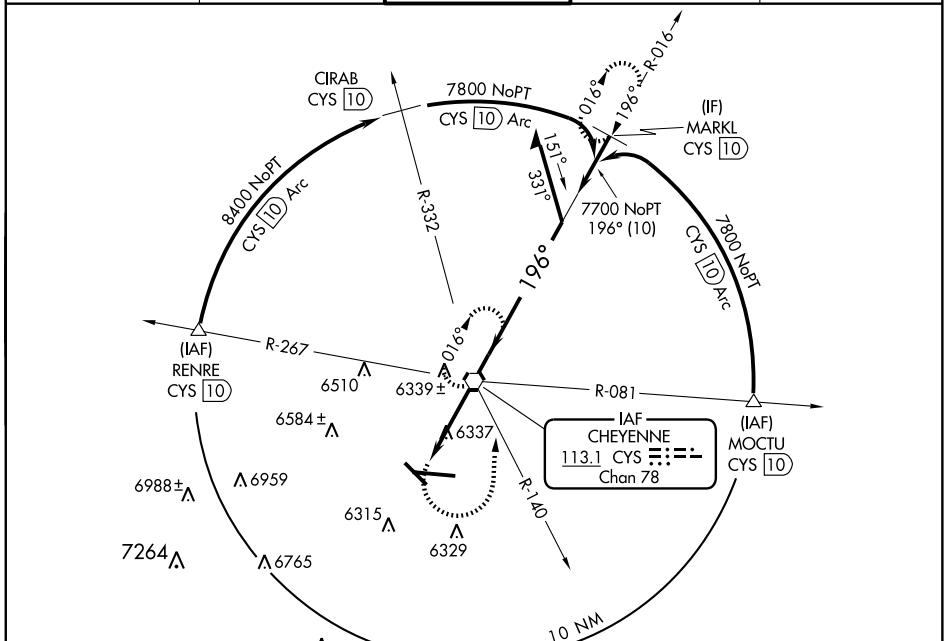 CIRAB
CYS 10
7800 NoPT
CYS 10 Arc
016°
196°
R-016
(IF)
MARKL
CYS 10
151°
331°
8400 NoPT
CYS 10 Arc
R-332
7700 NoPT
196° (10)
7800 NoPT
CYS 10 Arc
196°
(IAF)
RENRE
CYS 10
R-267
016°
6510
6339±
R-081
(IAF)
MOCTU
CYS 10
IAF
CHEYENNE
113.1 CYS
Chan 78
6584±
6337
6959
6988±
R-140
6315
6329
7264
6765
10 NM